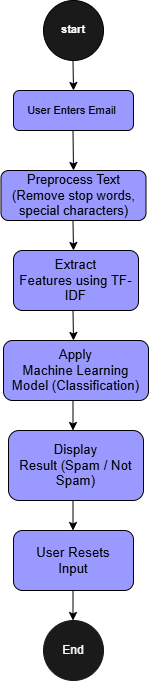 start
User Enters Email
Preprocess Text
(Remove stop words,
special characters)
Extract
Features using TF-
IDF
Apply
Machine Learning
Model (Classification)
Display
Result (Spam / Not
Spam)
User Resets
Input
End